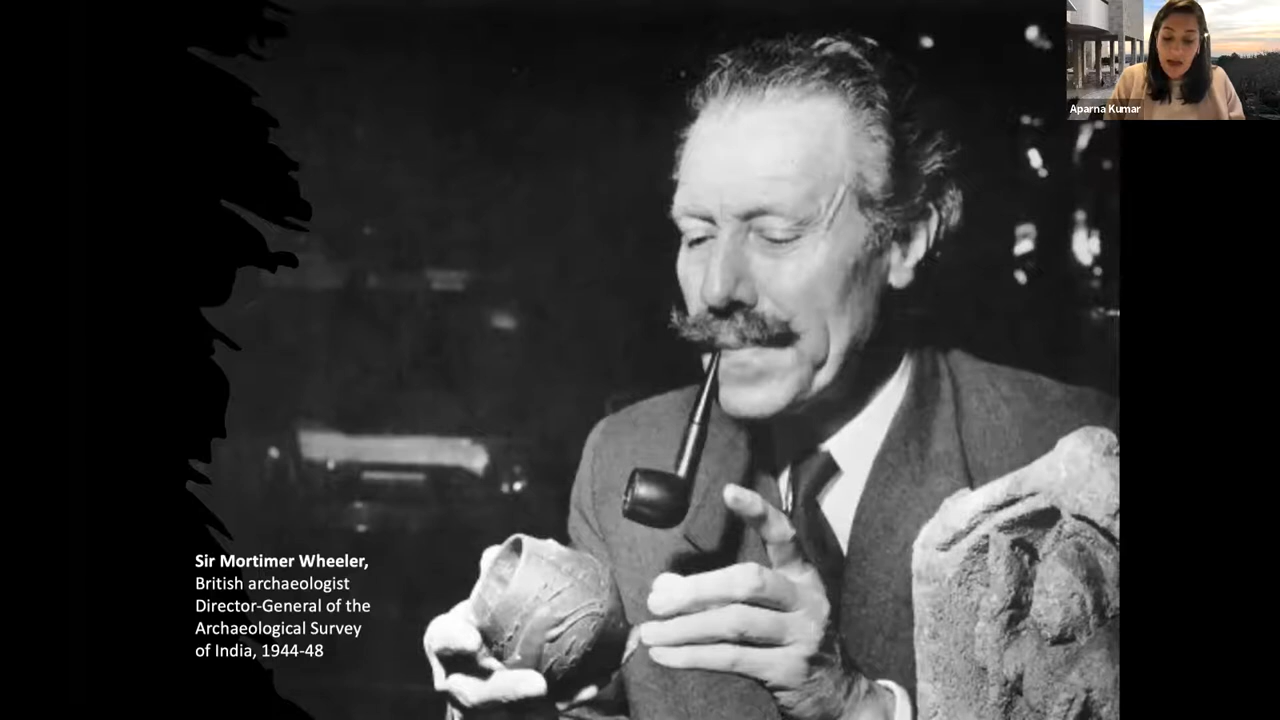 Aparna Kumar
Sir Mortimer Wheeler,
British archaeologist
Director-General of the
Archaeological Survey
of India, 1944-48